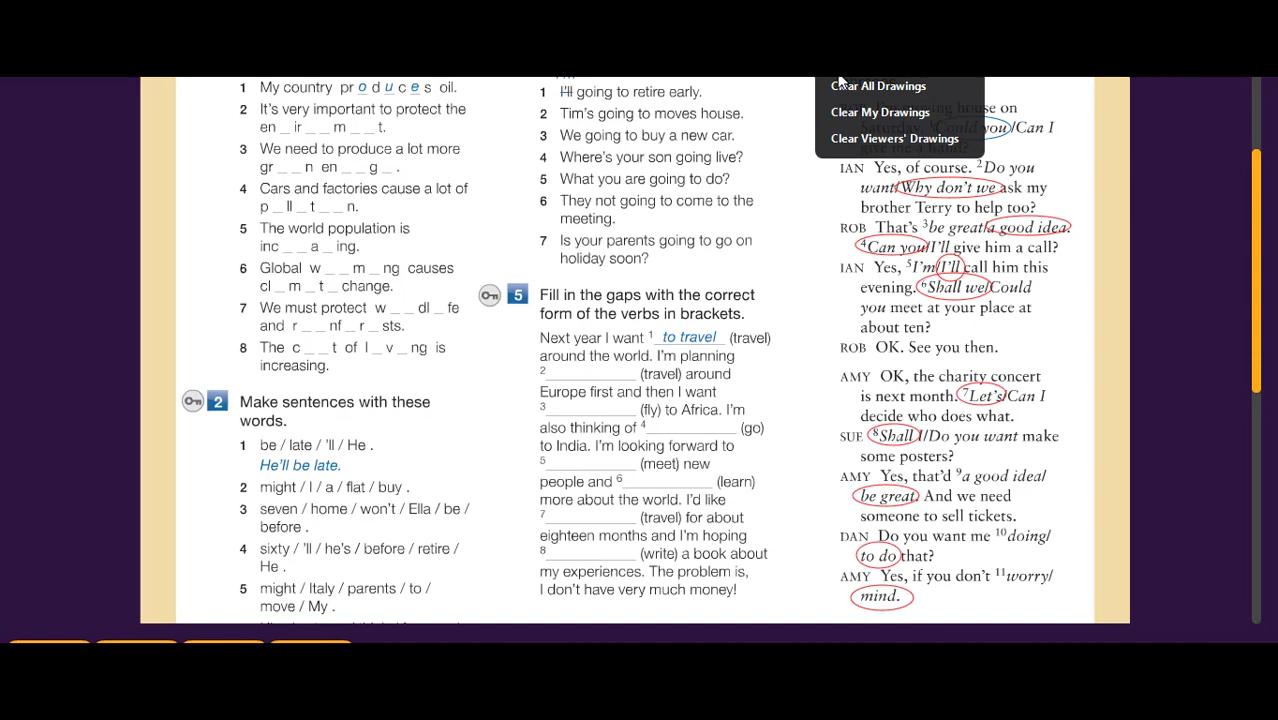 1 My country pr o d u c e s oil.
2 It's very important to protect the
en _ ir _ _ m _ _ t.
3 We need to produce a lot more
gr _ _ n en _ _ g _ .
4 Cars and factories cause a lot of
p _ ll _ t _ _ n.
5 The world population is
inc _ _ a _ ing.
6 Global w _ _ m _ ng causes
cl _ m _ t _ change.
7 We must protect w _ _ dl _ fe
and r _ _ nf _ r _ sts.
8 The c _ _ t of l _ v _ ng is
increasing.
2 Make sentences with these
words.
1 be / late / 'll / He .
He'll be late.
2 might / I / a / flat / buy .
3 seven / home / won't / Ella / be /
before .
4 sixty / 'll / he's / before / retire /
He .
5 might / Italy / parents / to /
move / My .
1 I'll going to retire early.
2 Tim's going to moves house.
3 We going to buy a new car.
4 Where's your son going live?
5 What you are going to do?
6 They not going to come to the
meeting.
7 Is your parents going to go on
holiday soon?
5 Fill in the gaps with the correct
form of the verbs in brackets.
Next year I want 1 to travel (travel)
around the world. I'm planning
2 ____________ (travel) around
Europe first and then I want
3 ____________ (fly) to Africa. I'm
also thinking of 4 ____________ (go)
to India. I'm looking forward to
5 ____________ (meet) new
people and 6 ____________ (learn)
more about the world. I'd like
7 ____________ (travel) for about
eighteen months and I'm hoping
8 ____________ (write) a book about
my experiences. The problem is,
I don't have very much money!
Clear All Drawings
Clear My Drawings
Clear Viewers' Drawings
moving house on
Saturday. Could you/Can I
give me a hand?
IAN Yes, of course. 2Do you
want/Why don't we ask my
brother Terry to help too?
ROB That's 3be great/a good idea.
4Can you/I'll give him a call?
IAN Yes, 5I'm/I'll call him this
evening. 6Shall we/Could
you meet at your place at
about ten?
ROB OK. See you then.
AMY OK, the charity concert
is next month. 7Let's/Can I
decide who does what.
SUE 8Shall I/Do you want make
some posters?
AMY Yes, that'd 9a good idea/
be great. And we need
someone to sell tickets.
DAN Do you want me 10doing/
to do that?
AMY Yes, if you don't 11worry/
mind.